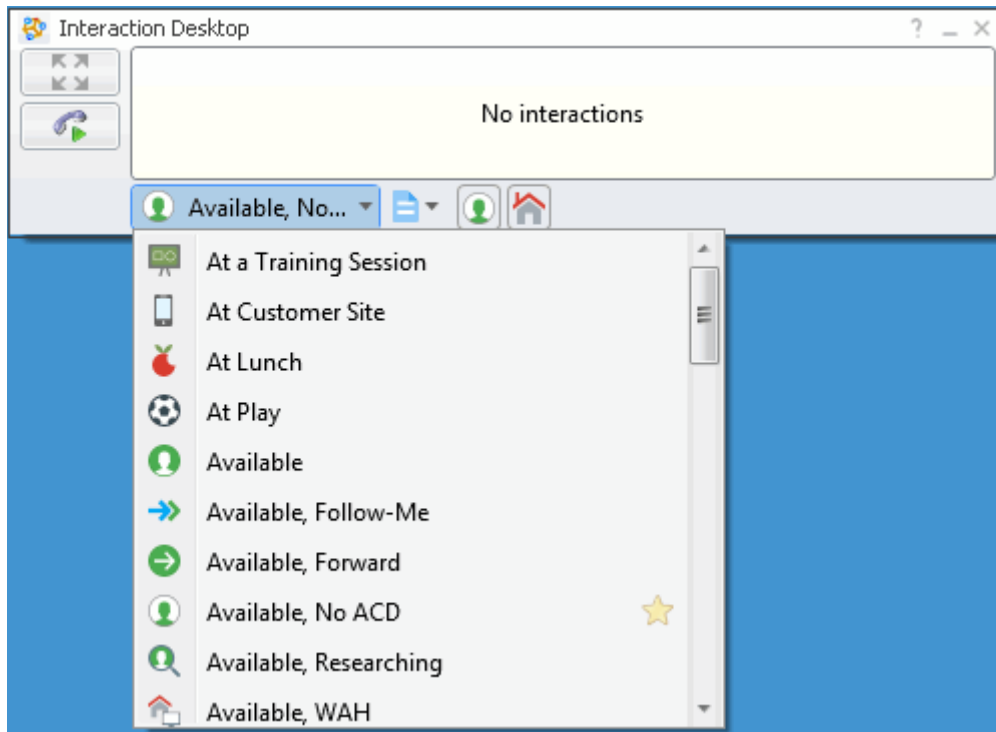 Interaction Desktop
No interactions
Available, No...
At a Training Session
At Customer Site
At Lunch
At Play
Available
Available, Follow-Me
Available, Forward
Available, No ACD
Available, Researching
Available, WAH